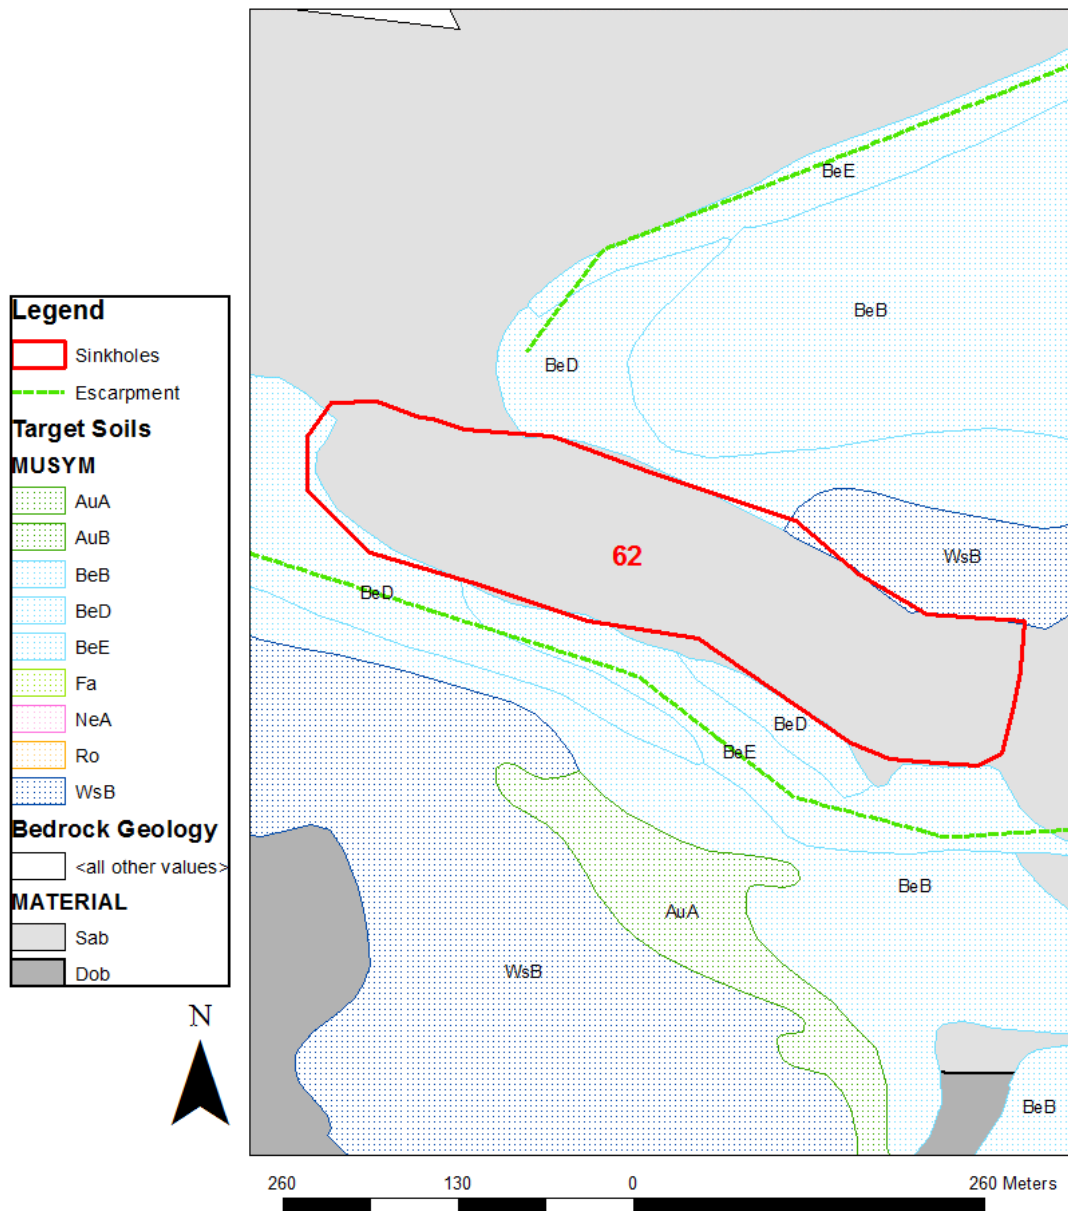 BeE
BeB
BeD
Legend
Sinkholes
Escarpment
Target Soils
MUSYM
AuA
AuB
BeB
BeD
BeE
Fa
NeA
Ro
WsB
Bedrock Geology
<all other values>
MATERIAL
Sab
Dob
62
WsB
BeD
BeD
BeE
BeB
AuA
WsB
BeB
N
260 130 0 260 Meters